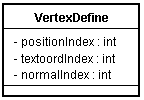 VertexDefine
- positionIndex : int
- textoordIndex : int
- normalIndex : int